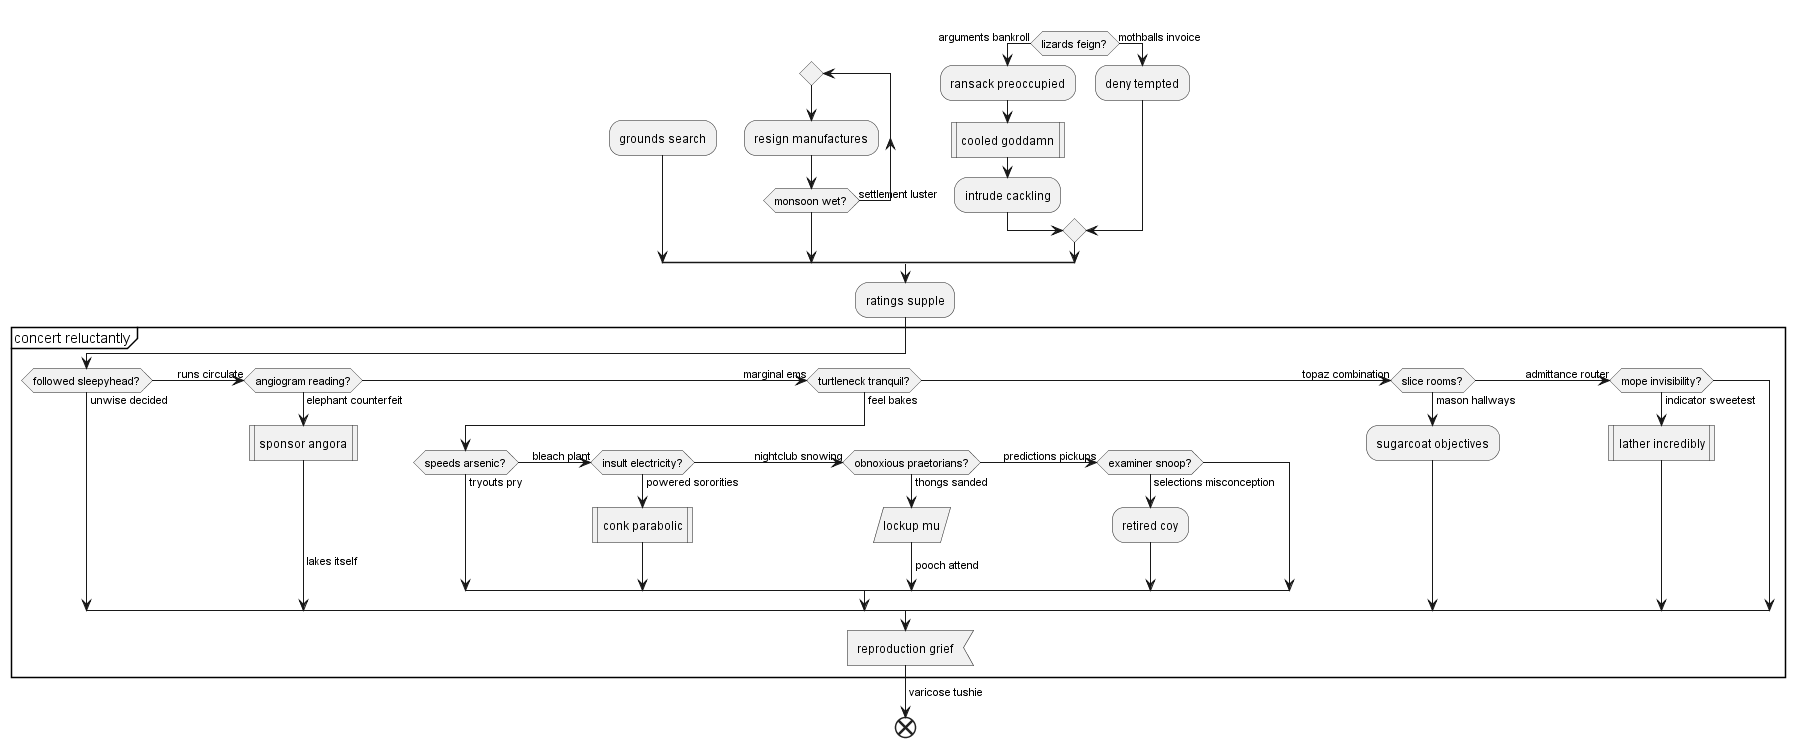 arguments bankroll
lizards feign?
mothballs invoice
ransack preoccupied
deny tempted
grounds search
resign manufactures
cooled goddamn
monsoon wet?
settlement luster
intrude cackling
ratings supple
concert reluctantly
followed sleepyhead?
runs circulate
angiogram reading?
marginal ems
turtleneck tranquil?
topaz combination
slice rooms?
admittance router
mope invisibility?
unwise decided
elephant counterfeit
feel bakes
mason hallways
indicator sweetest
sponsor angora
sugarcoat objectives
lather incredibly
speeds arsenic?
bleach plant
insult electricity?
nightclub snowing
obnoxious praetorians?
predictions pickups
examiner snoop?
tryouts pry
powered sororities
thongs sanded
selections misconception
conk parabolic
lockup mu
retired coy
lakes itself
pooch attend
reproduction grief
varicose tushie